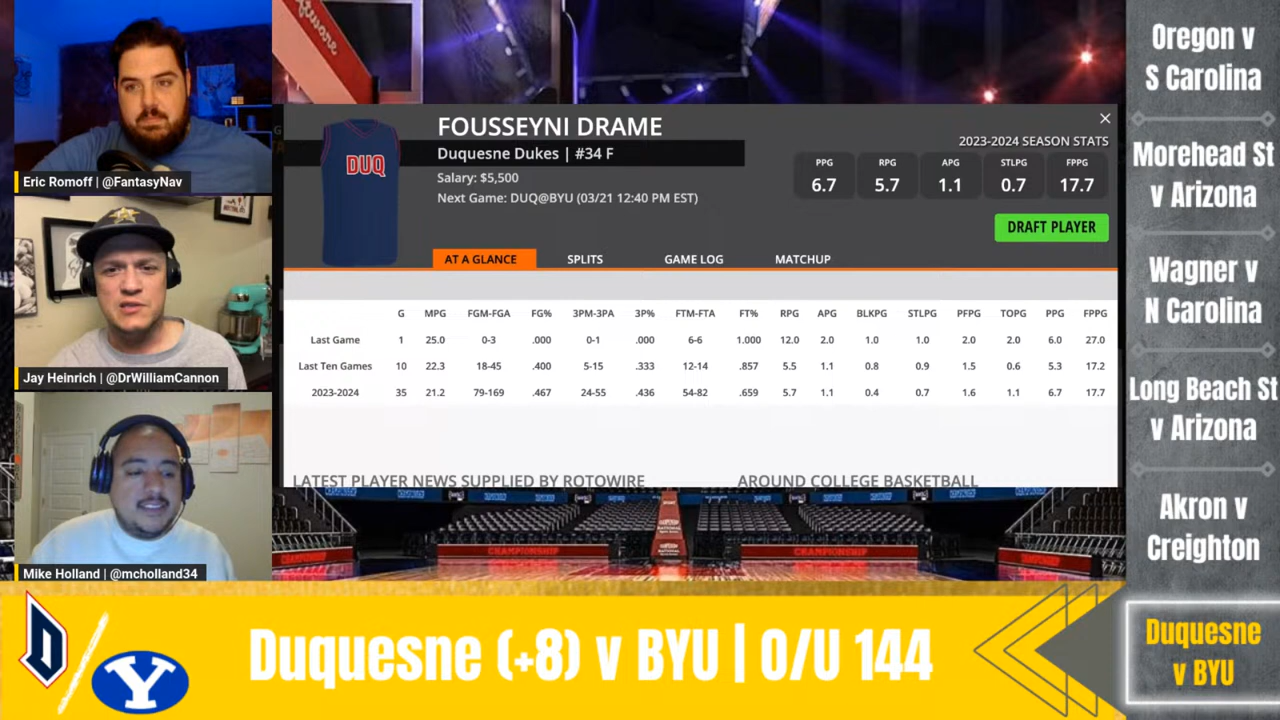 Eric Romoff | @FantasyNav
Jay Heinrich | @DrWilliamCannon
Mike Holland | @mcholland34
DUQ
FOUSSEYNI DRAME
Duquesne Dukes | #34 F
Salary: $5,500
Next Game: DUQ@BYU (03/21 12:40 PM EST)
2023-2024 SEASON STATS
PPG RPG APG STLPG FPPG
6.7 5.7 1.1 0.7 17.7
DRAFT PLAYER
AT A GLANCE SPLITS GAME LOG MATCHUP
G MPG FGM-FGA FG% 3PM-3PA 3P% FTM-FTA FT% RPG APG BLKPG STLPG PFPG TOPG PPG FPPG
Last Game 1 25.0 0-3 .000 0-1 .000 6-6 1.000 12.0 2.0 1.0 1.0 2.0 2.0 6.0 27.0
Last Ten Games 10 22.3 18-45 .400 5-15 .333 12-14 .857 5.5 1.1 0.8 0.9 1.5 0.6 5.3 17.2
2023-2024 35 21.2 79-169 .467 24-55 .436 54-82 .659 5.7 1.1 0.4 0.7 1.6 1.1 6.7 17.7
LATEST PLAYER NEWS SUPPLIED BY ROTOWIRE
AROUND COLLEGE BASKETBALL
CHAMPIONSHIP
CHAMPIONSHIP
D
Y
Duquesne (+8) v BYU | O/U 144
Oregon v
S Carolina
Morehead St
v Arizona
Wagner v
N Carolina
Long Beach St
v Arizona
Akron v
Creighton
Duquesne
v BYU